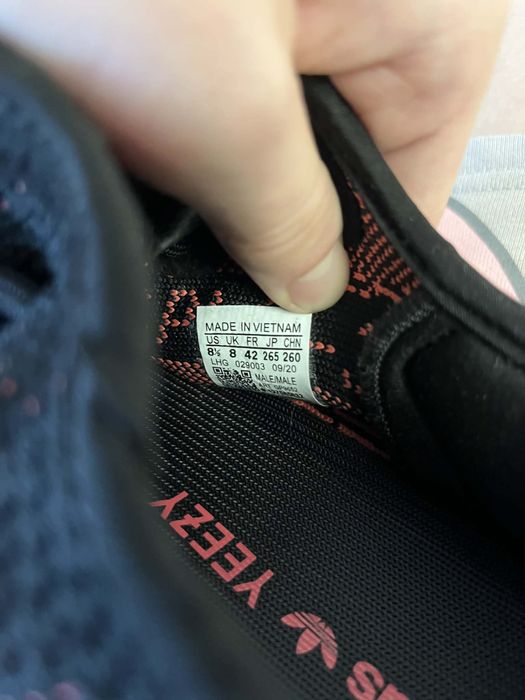 MADE IN VIETNAM
US UK FR JP CHN
8½ 8 42 265 260
LHG 029003 09/20
MALE/MALE
YEEZY